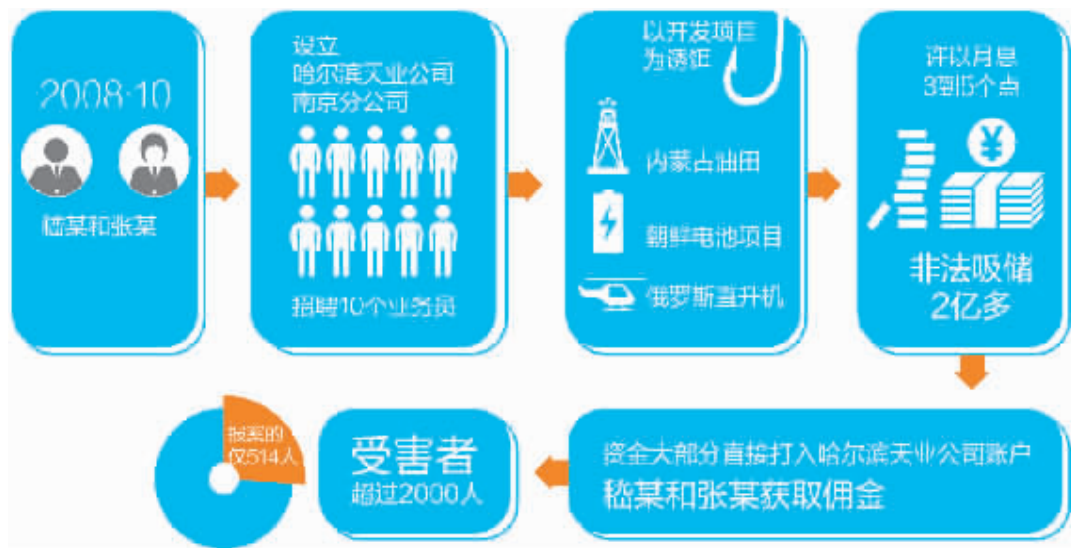 2008·10
嵇某和张某
设立
哈尔滨天业公司
南京分公司
招聘10个业务员
以开发项目
为诱饵
内蒙古油田
朝鲜电池项目
俄罗斯直升机
许以月息
3到5个点
¥
非法吸储
2亿多
资金大部分直接打入哈尔滨天业公司账户
嵇某和张某获取佣金
受害者
超过2000人
报案的
仅514人